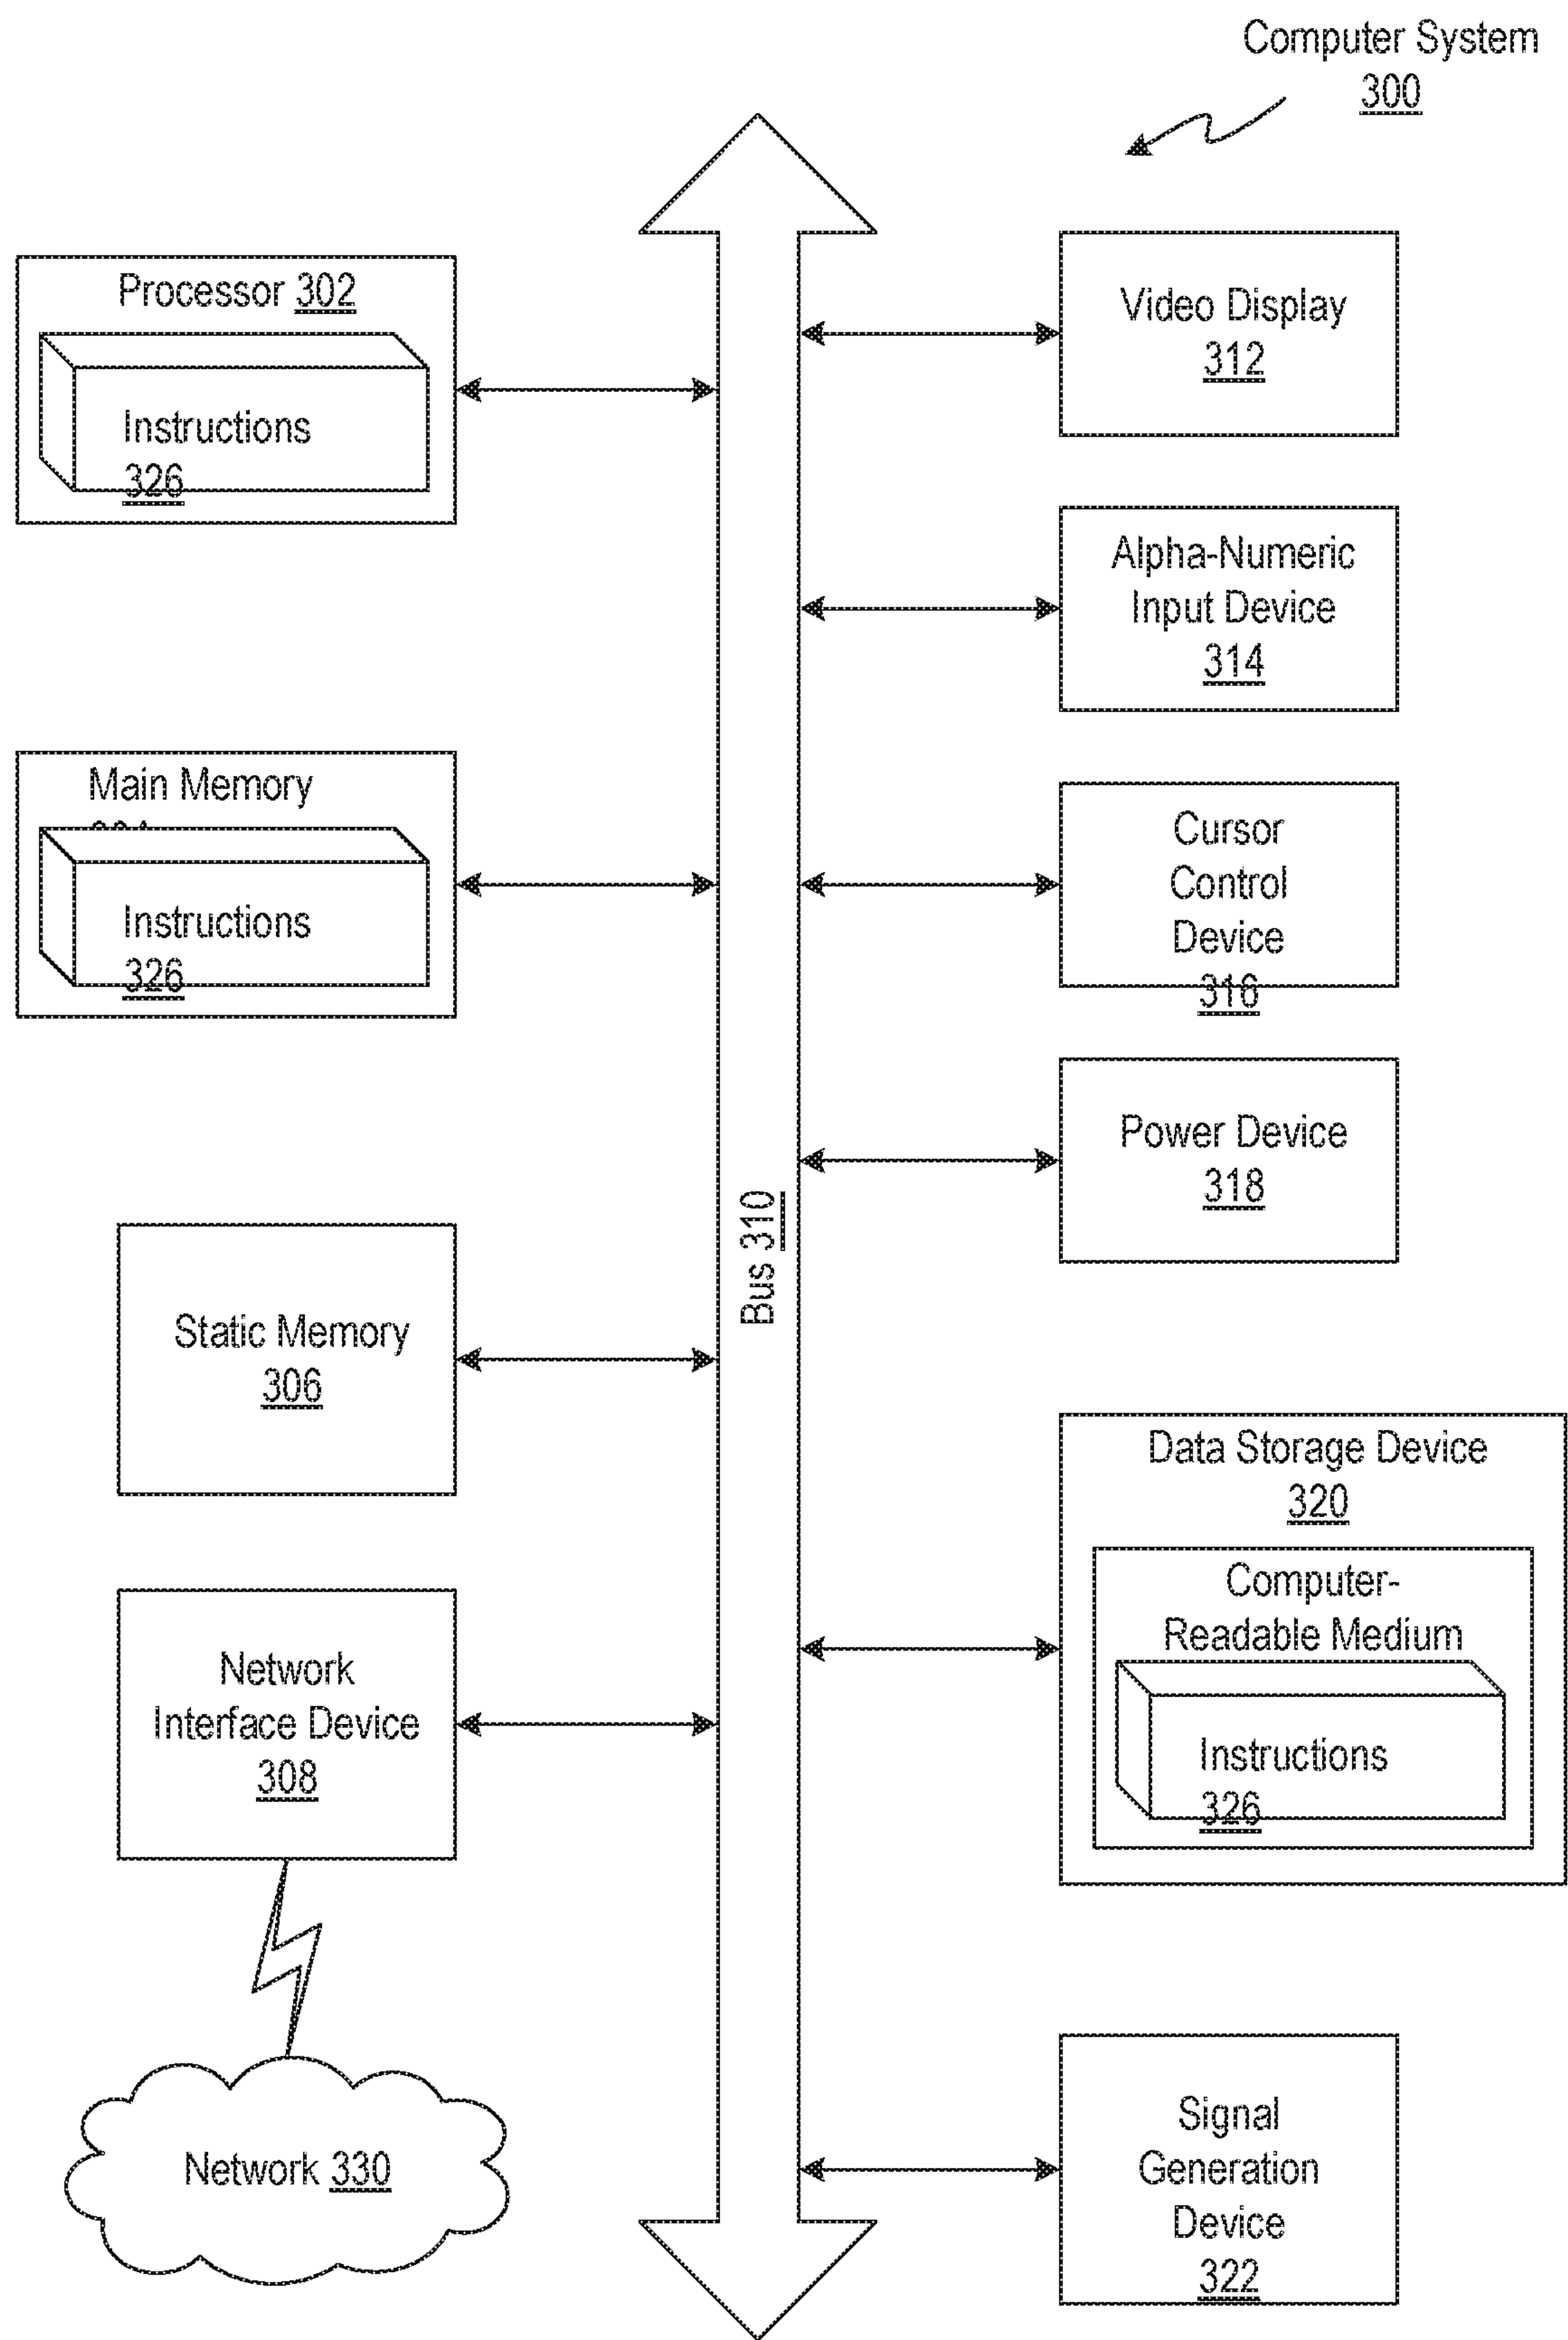 Computer System
300
Processor 302
Instructions
326
Main Memory
Instructions
326
Static Memory
306
Network
Interface Device
308
Network 330
Bus 310
Video Display
312
Alpha-Numeric
Input Device
314
Cursor
Control
Device
316
Power Device
318
Data Storage Device
320
Computer-
Readable Medium
Instructions
326
Signal
Generation
Device
322